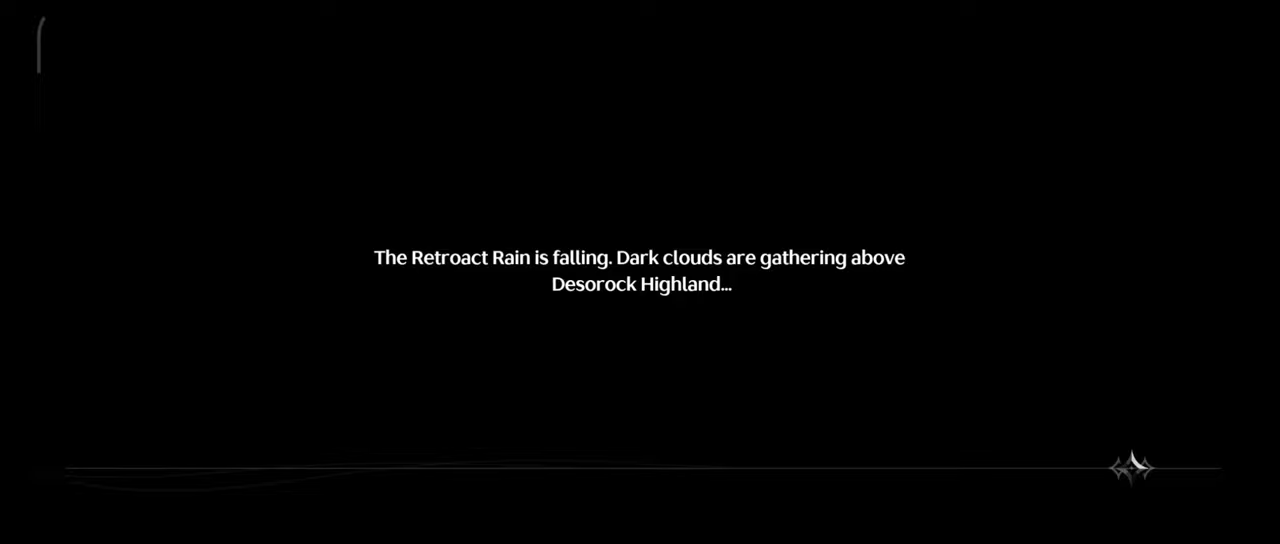 The Retroact Rain is falling. Dark clouds are gathering above
Desorock Highland...